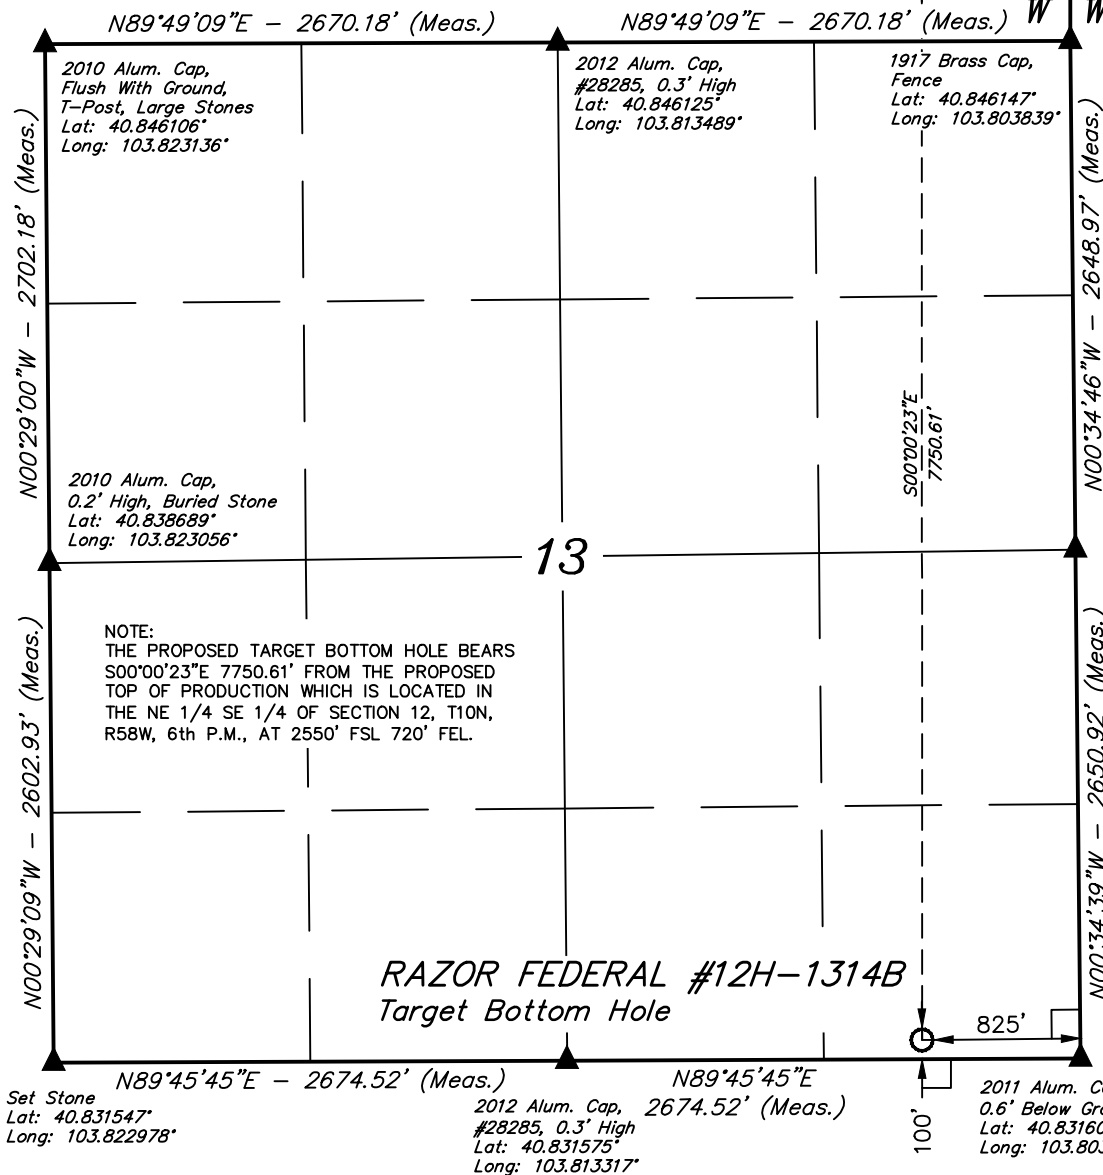 N89°49'09"E - 2670.18' (Meas.)
N89°49'09"E - 2670.18' (Meas.)
W
W
2010 Alum. Cap,
Flush With Ground,
T-Post, Large Stones
Lat: 40.846106°
Long: 103.823136°
2012 Alum. Cap,
#28285, 0.3' High
Lat: 40.846125°
Long: 103.813489°
1917 Brass Cap,
Fence
Lat: 40.846147°
Long: 103.803839°
N00°29'00"W - 2702.18' (Meas.)
N00°34'46"W - 2648.97' (Meas.)
S00°00'23"E
7750.61'
2010 Alum. Cap,
0.2' High, Buried Stone
Lat: 40.838689°
Long: 103.823056°
13
NOTE:
THE PROPOSED TARGET BOTTOM HOLE BEARS
S00°00'23"E 7750.61' FROM THE PROPOSED
TOP OF PRODUCTION WHICH IS LOCATED IN
THE NE 1/4 SE 1/4 OF SECTION 12, T10N,
R58W, 6th P.M., AT 2550' FSL 720' FEL.
N00°29'09"W - 2602.93' (Meas.)
N00°34'39"W - 2650.92' (Meas.)
RAZOR FEDERAL #12H-1314B
Target Bottom Hole
825'
100'
N89°45'45"E - 2674.52' (Meas.)
N89°45'45"E
2674.52' (Meas.)
Set Stone
Lat: 40.831547°
Long: 103.822978°
2012 Alum. Cap,
#28285, 0.3' High
Lat: 40.831575°
Long: 103.813317°
2011 Alum.
0.6' Below
Lat:
Long: